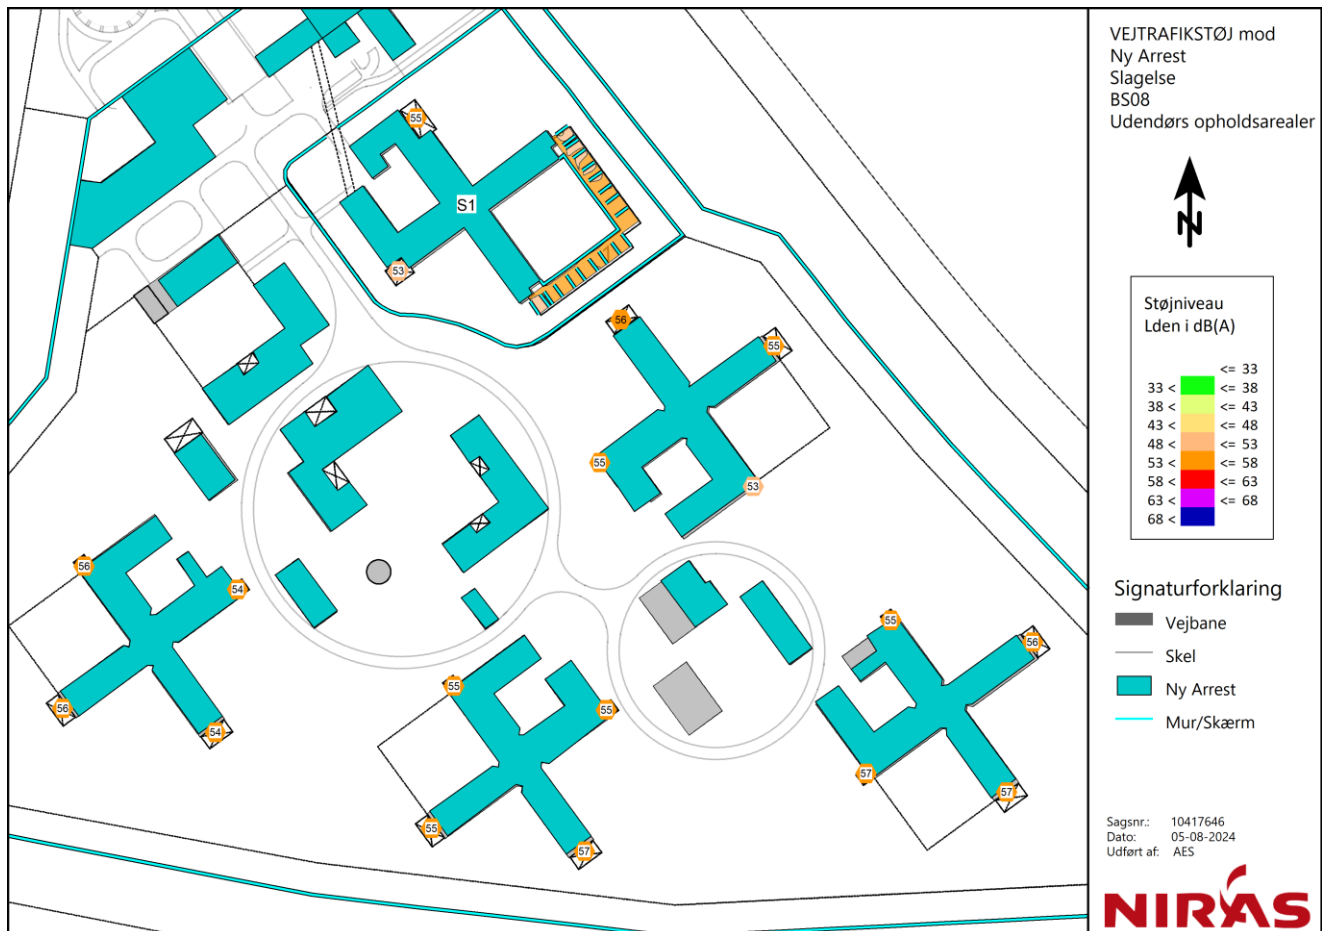 VEJTRAFIKSTØJ mod
Ny Arrest
Slagelse
BS08
Udendørs opholdsarealer
N
Støjniveau
Lden i dB(A)
<= 33
33 < <= 38
38 < <= 43
43 < <= 48
48 < <= 53
53 < <= 58
58 < <= 63
63 < <= 68
68 <
Signaturforklaring
Vejbane
Skel
Ny Arrest
Mur/Skærm
Sagsnr.: 10417646
Dato: 05-08-2024
Udført af: AES
NIRAS
55
S1
53
56
55
55
53
56
54
55
56
55
55
56
54
57
57
55
57